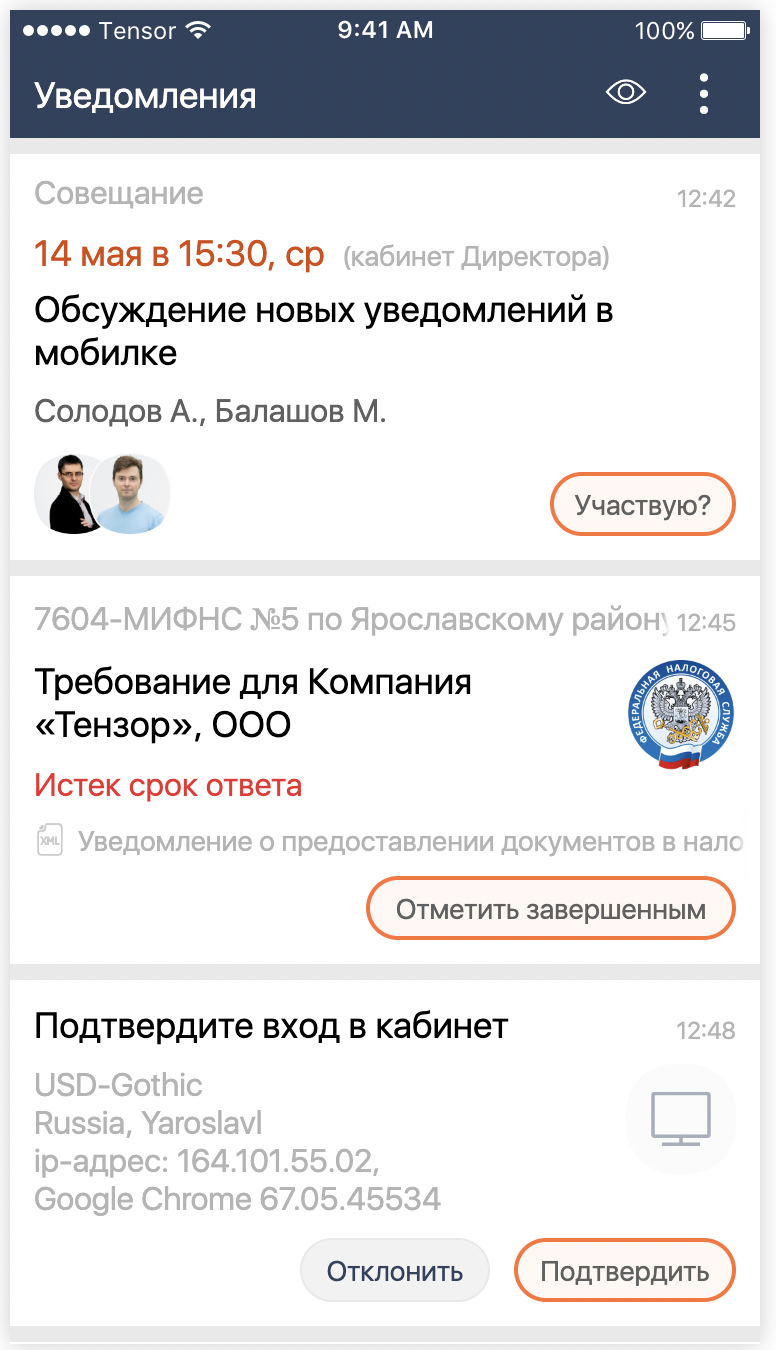 Tensor 9:41 AM 100%
Уведомления
Совещание 12:42
14 мая в 15:30, ср (кабинет Директора)
Обсуждение новых уведомлений в
мобилке
Солодов А., Балашов М.
Участвую?
7604-МИФНС №5 по Ярославскому району 12:45
Требование для Компания
«Тензор», ООО
ФЕДЕРАЛЬНАЯ НАЛОГОВАЯ СЛУЖБА
Истек срок ответа
XML Уведомление о предоставлении документов в нало
Отметить завершенным
Подтвердите вход в кабинет 12:48
USD-Gothic
Russia, Yaroslavl
ip-адрес: 164.101.55.02,
Google Chrome 67.05.45534
Отклонить Подтвердить